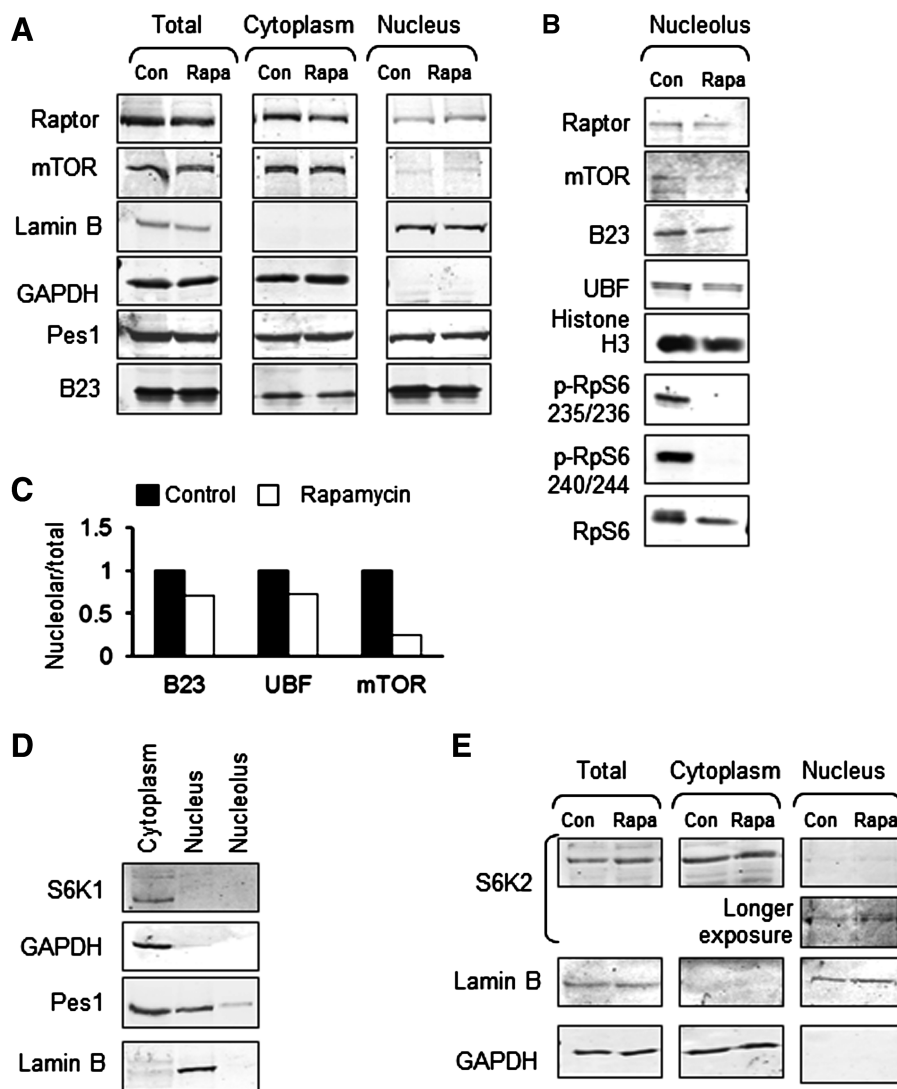 A
Total Cytoplasm Nucleus
Con Rapa Con Rapa Con Rapa
Raptor
mTOR
Lamin B
GAPDH
Pes1
B23
B
Nucleolus
Con Rapa
Raptor
mTOR
B23
UBF
Histone
H3
p-RpS6
235/236
p-RpS6
240/244
RpS6
C
Control Rapamycin
Nucleolar/total
1.5
1
0.5
0
B23 UBF mTOR
D
Cytoplasm Nucleus Nucleolus
S6K1
GAPDH
Pes1
Lamin B
E
Total Cytoplasm Nucleus
Con Rapa Con Rapa Con Rapa
S6K2
Longer
exposure
Lamin B
GAPDH